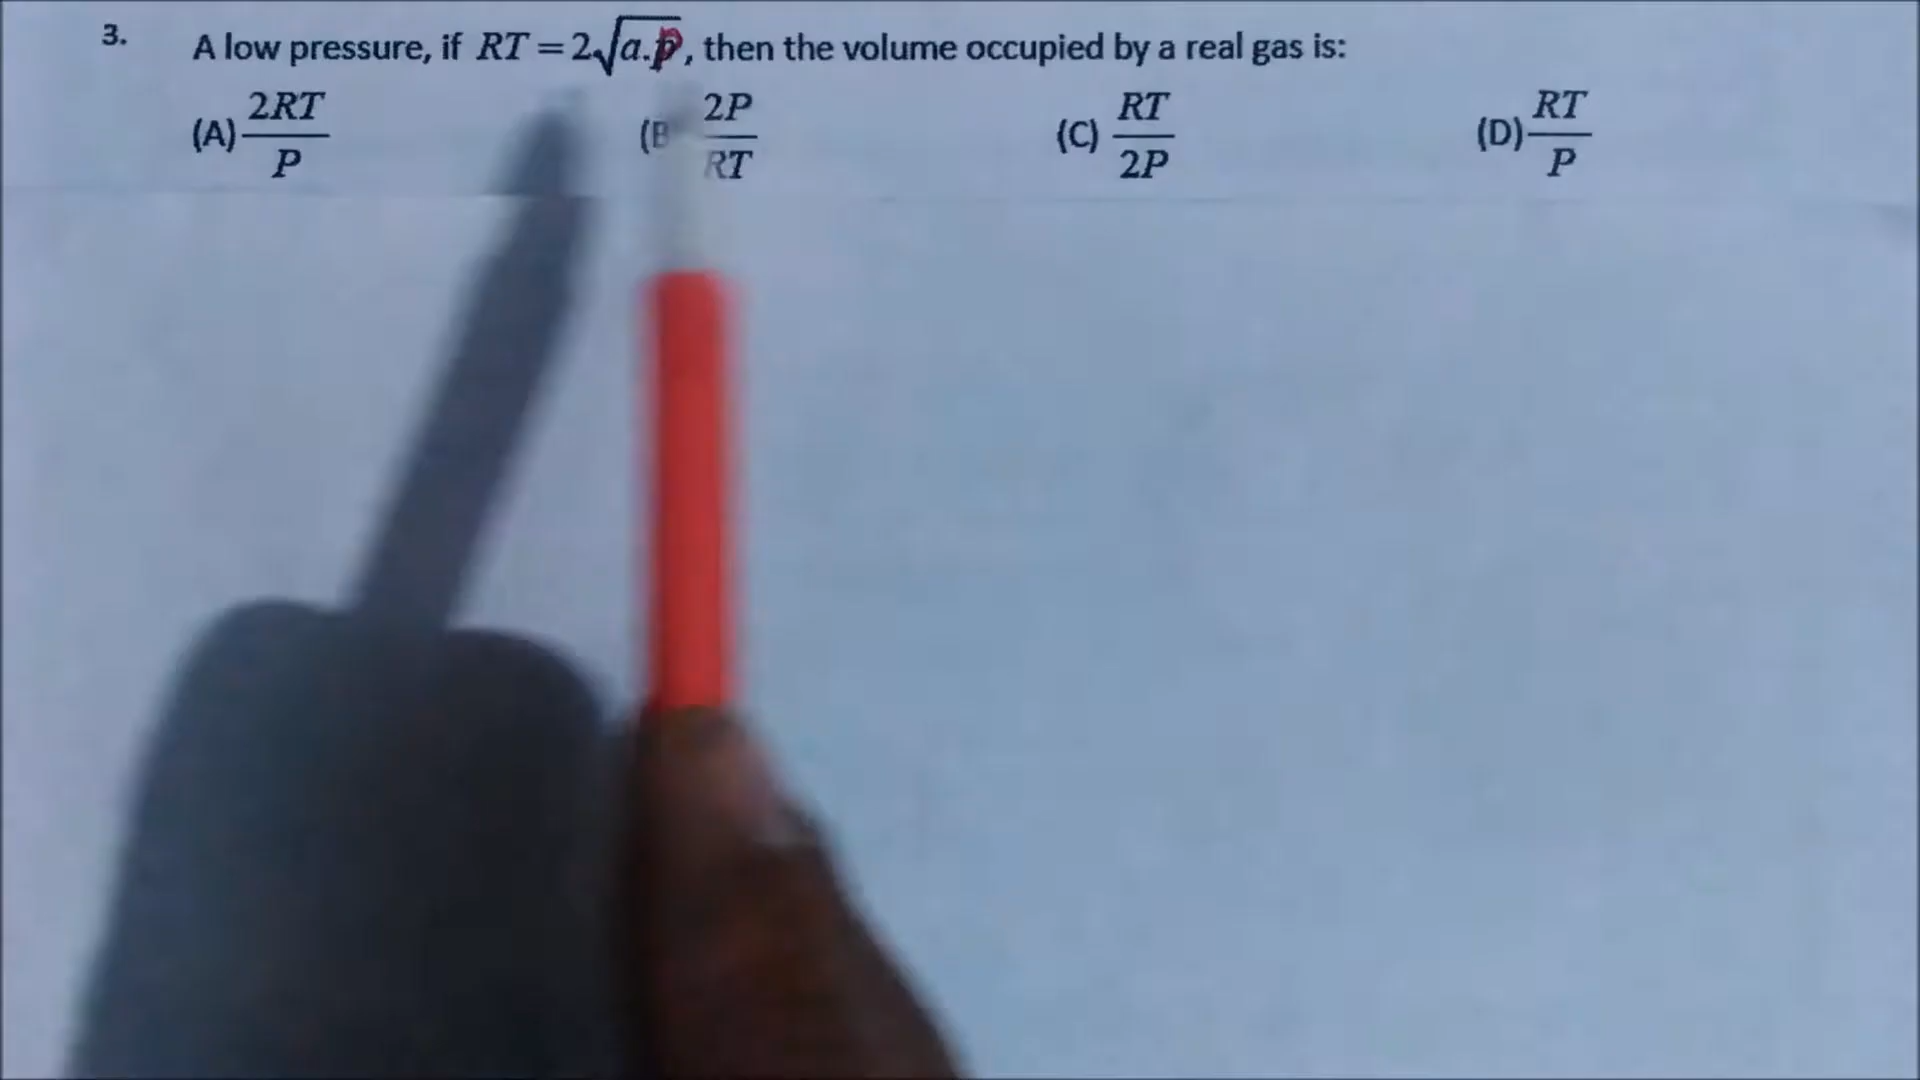 3. A low pressure, if RT = 2√a.p, then the volume occupied by a real gas is:
(A) 2RT/P (B 2P/RT (C) RT/2P (D) RT/P